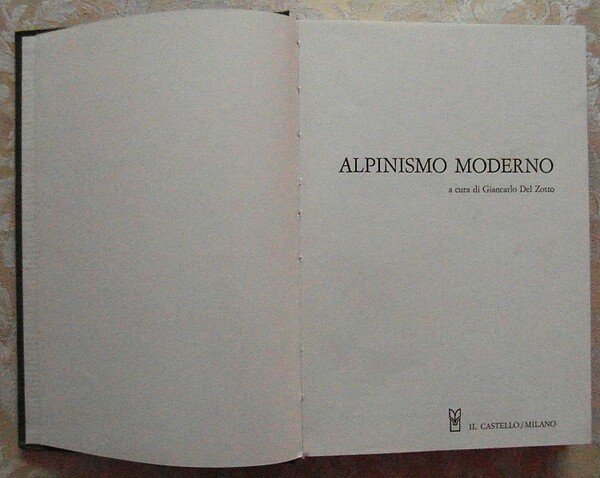 ALPINISMO MODERNO
a cura di Giancarlo Del Zotto
IL CASTELLO/MILANO